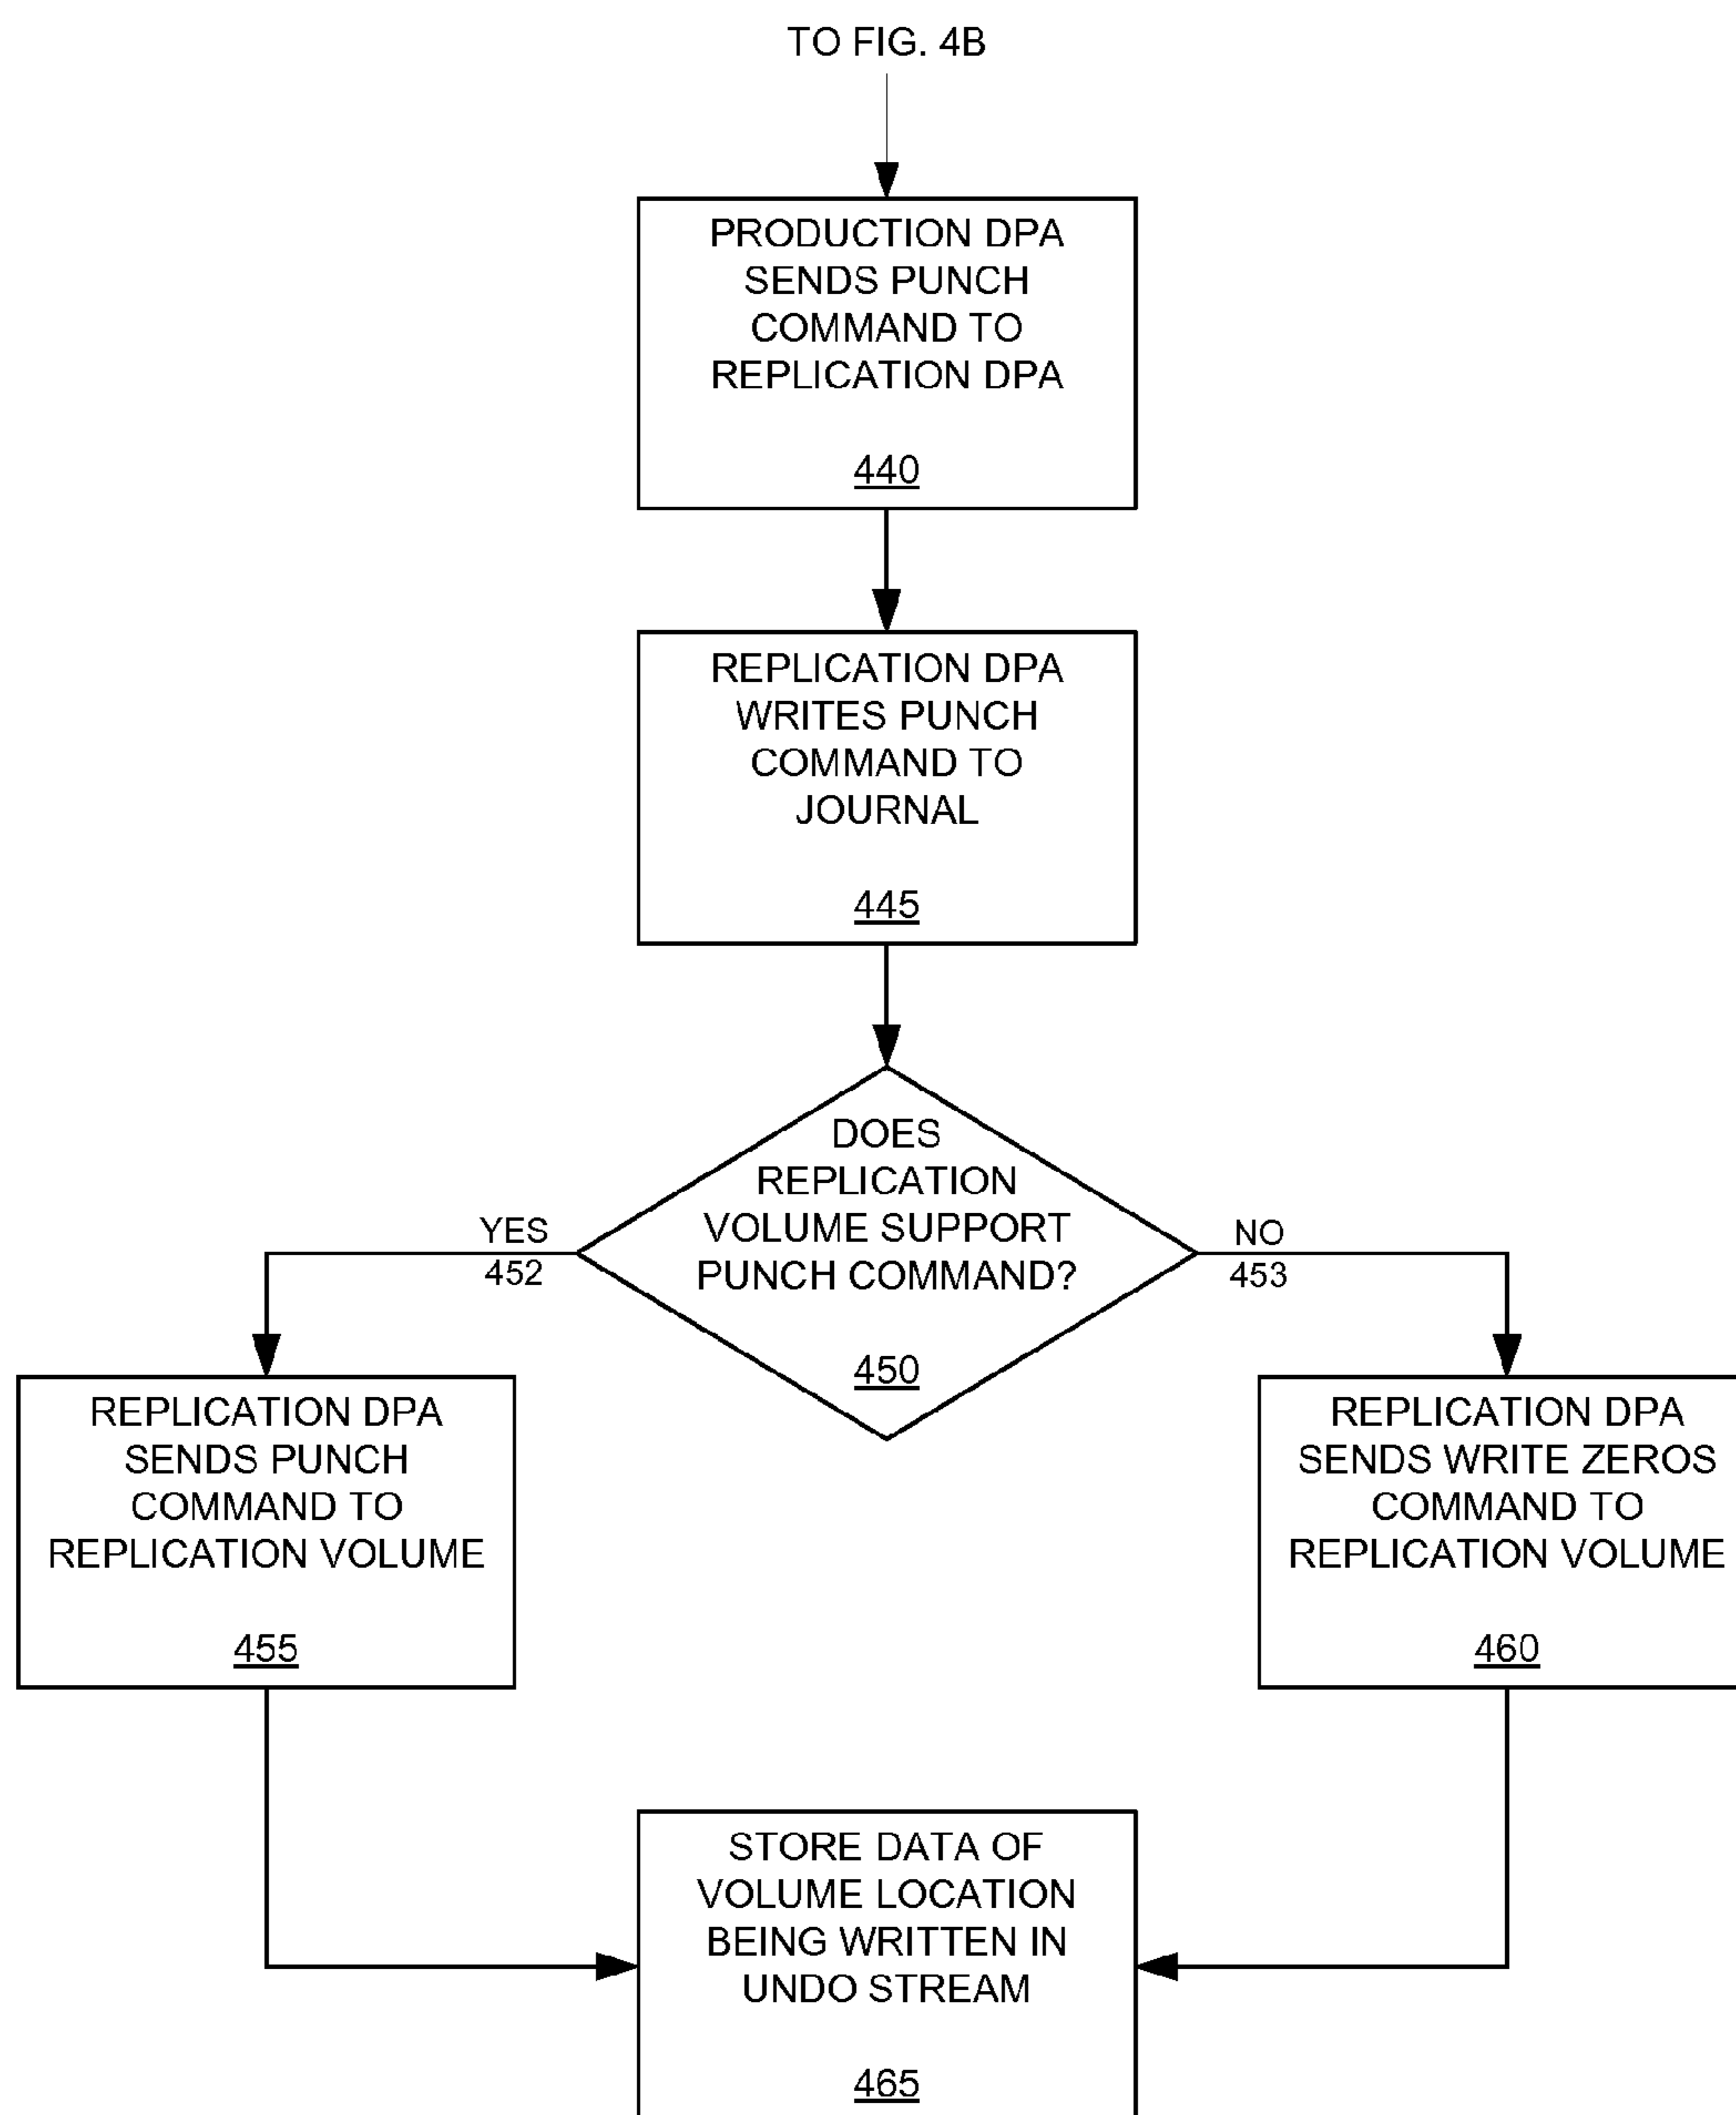 TO FIG. 4B
PRODUCTION DPA
SENDS PUNCH
COMMAND TO
REPLICATION DPA
440
REPLICATION DPA
WRITES PUNCH
COMMAND TO
JOURNAL
445
DOES
REPLICATION
VOLUME SUPPORT
PUNCH COMMAND?
450
YES
452
NO
453
REPLICATION DPA
SENDS PUNCH
COMMAND TO
REPLICATION VOLUME
455
REPLICATION DPA
SENDS WRITE ZEROS
COMMAND TO
REPLICATION VOLUME
460
STORE DATA OF
VOLUME LOCATION
BEING WRITTEN IN
UNDO STREAM
465